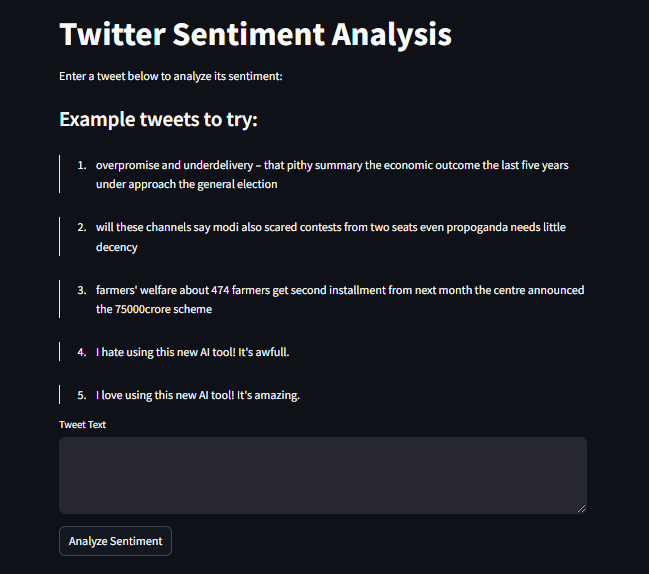 Twitter Sentiment Analysis
Enter a tweet below to analyze its sentiment:
Example tweets to try:
1. overpromise and underdelivery – that pithy summary the economic outcome the last five years
under approach the general election
2. will these channels say modi also scared contests from two seats even propoganda needs little
decency
3. farmers' welfare about 474 farmers get second installment from next month the centre announced
the 75000crore scheme
4. I hate using this new AI tool! It's awfull.
5. I love using this new AI tool! It's amazing.
Tweet Text
Analyze Sentiment